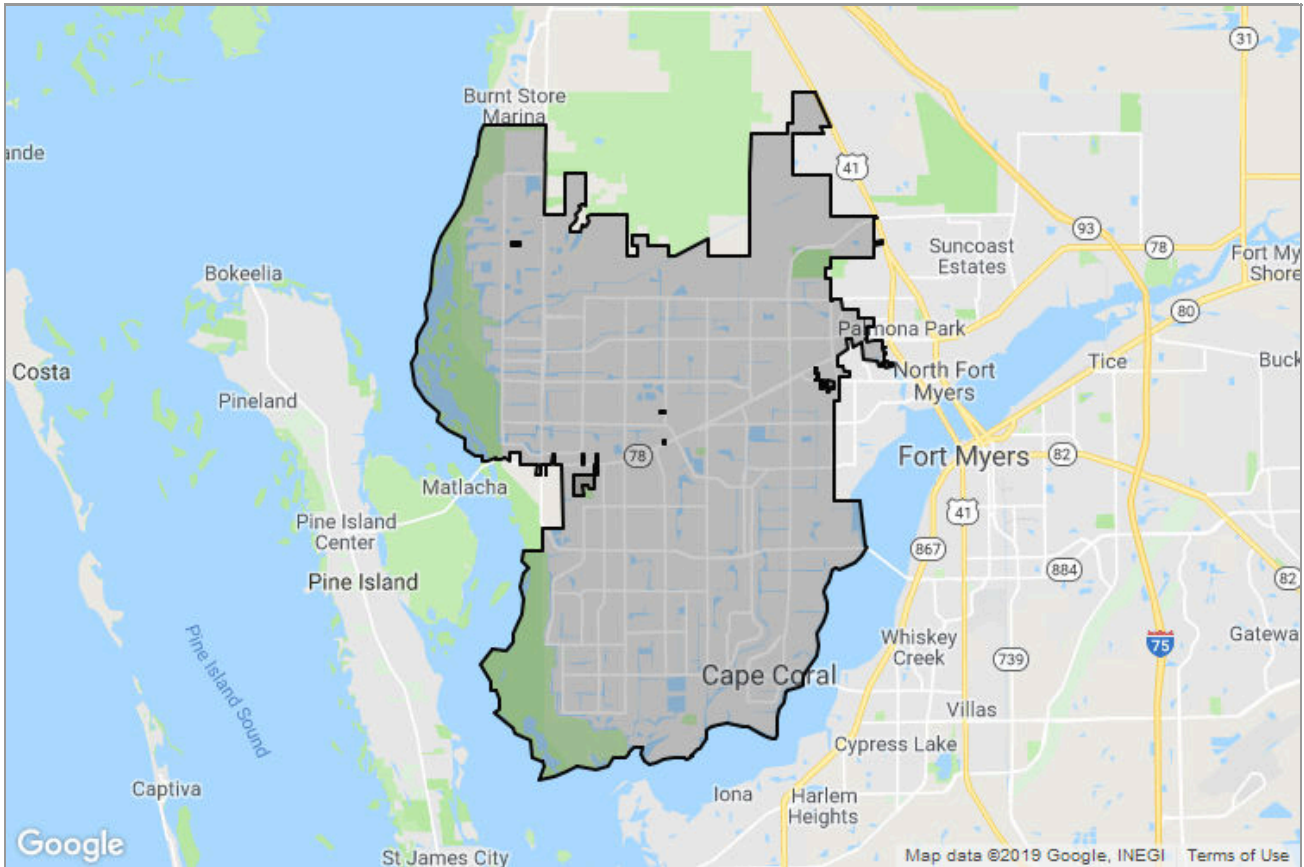 31
Burnt Store
Marina
ande
41
93
78
Suncoast
Estates
Fort My
Shore
Bokeelia
80
Palmona Park
Tice
Buck
Costa
North Fort
Myers
Pineland
78
Fort Myers
82
Matlacha
41
Pine Island
Center
867
884
82
Pine Island
Whiskey
Creek
75
Gatewa
739
Pine Island Sound
Cape Coral
Villas
Cypress Lake
Captiva
Iona
Harlem
Heights
Google
St James City
Map data ©2019 Google, INEGI
Terms of Use